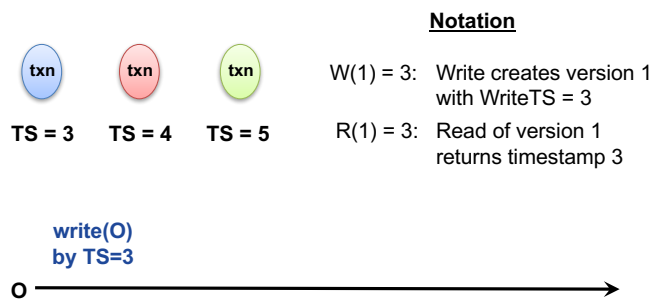 Notation
txn txn txn
TS = 3 TS = 4 TS = 5
W(1) = 3: Write creates version 1
with WriteTS = 3
R(1) = 3: Read of version 1
returns timestamp 3
write(O)
by TS=3
O